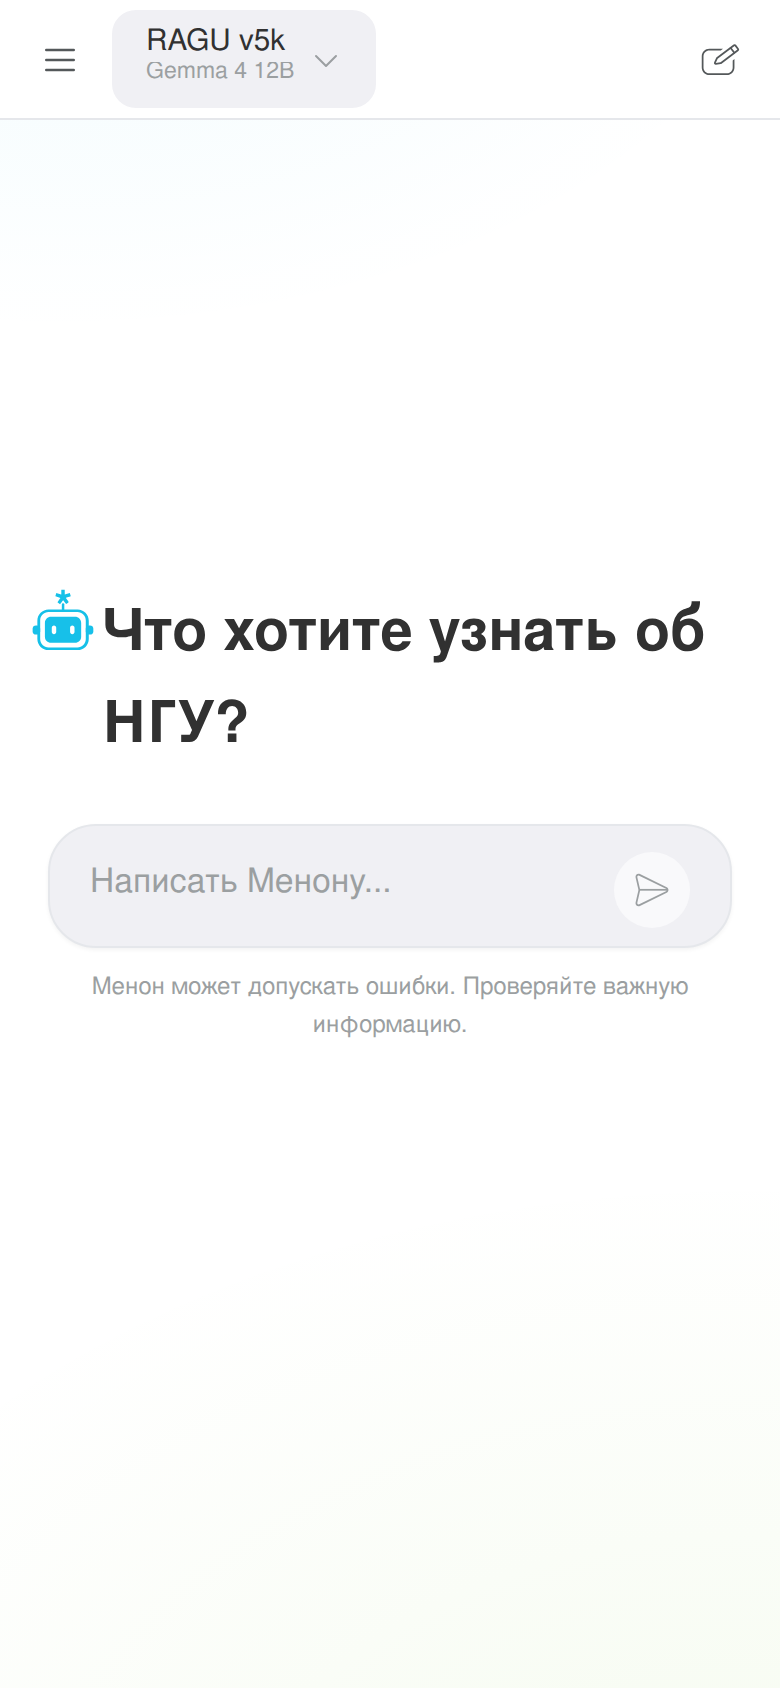 RAGU v5k
Gemma 4 12B
Что хотите узнать об
НГУ?
Написать Менону...
Менон может допускать ошибки. Проверяйте важную
информацию.